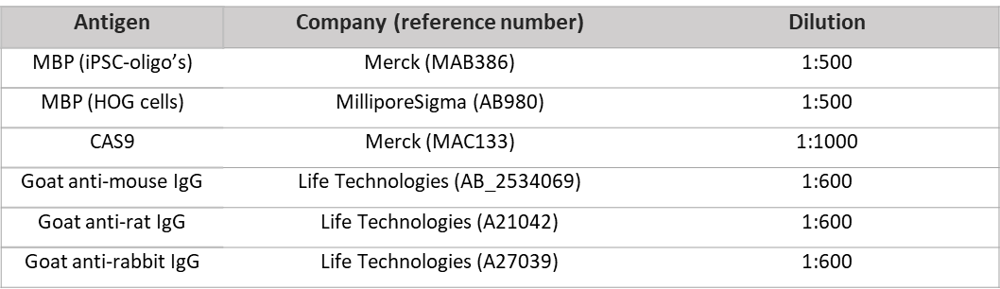 Antigen Company (reference number) Dilution
MBP (iPSC-oligo’s) Merck (MAB386) 1:500
MBP (HOG cells) MilliporeSigma (AB980) 1:500
CAS9 Merck (MAC133) 1:1000
Goat anti-mouse IgG Life Technologies (AB_2534069) 1:600
Goat anti-rat IgG Life Technologies (A21042) 1:600
Goat anti-rabbit IgG Life Technologies (A27039) 1:600